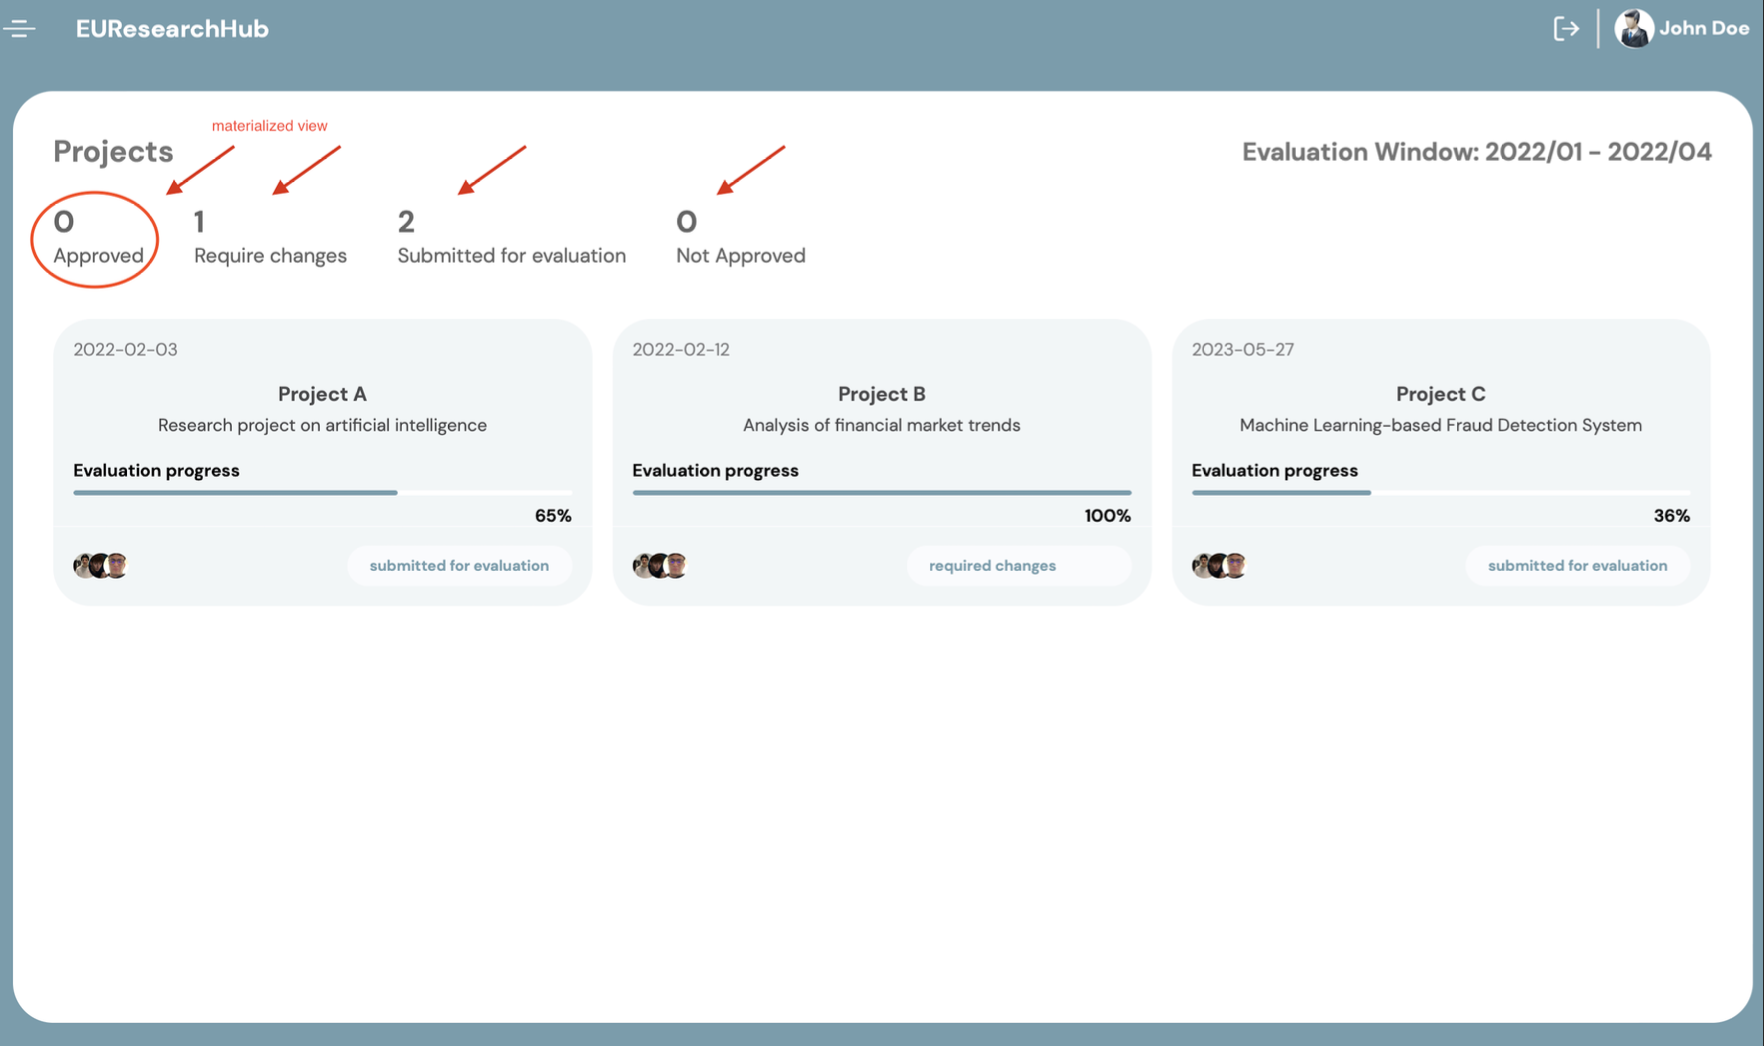 EUResearchHub
John Doe
materialized view
Projects
Evaluation Window: 2022/01 - 2022/04
0
Approved
1
Require changes
2
Submitted for evaluation
0
Not Approved
2022-02-03
Project A
Research project on artificial intelligence
Evaluation progress
65%
submitted for evaluation
2022-02-12
Project B
Analysis of financial market trends
Evaluation progress
100%
required changes
2023-05-27
Project C
Machine Learning-based Fraud Detection System
Evaluation progress
36%
submitted for evaluation